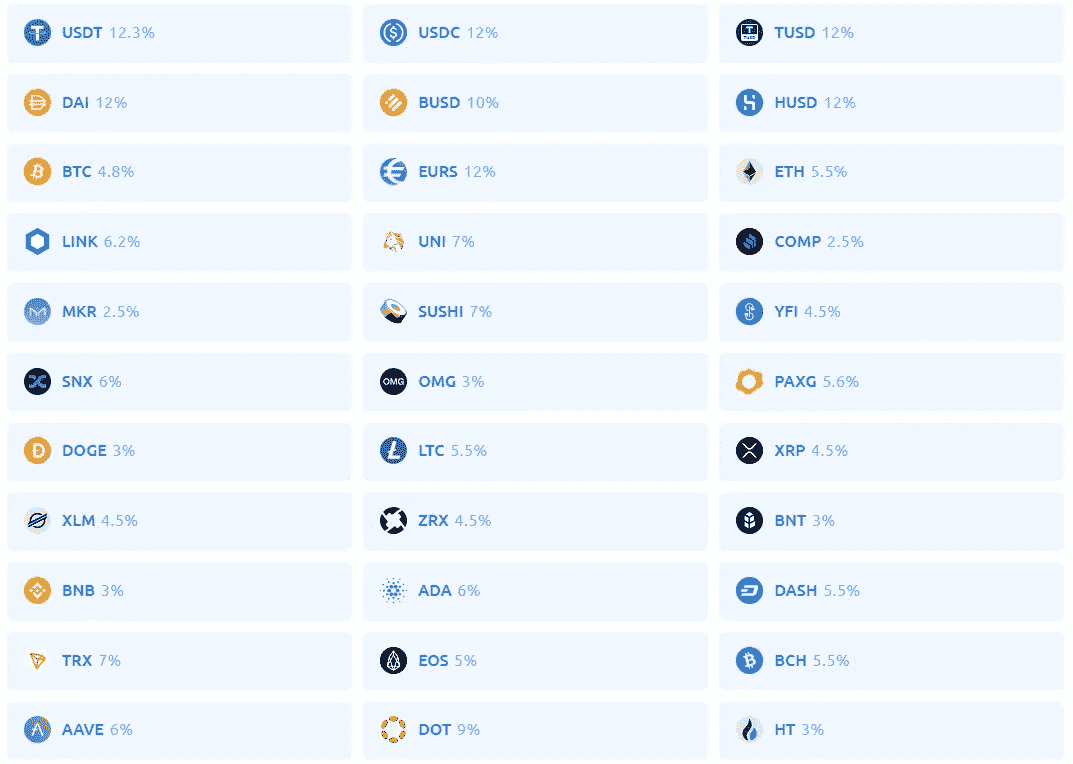 USDT 12.3% USDC 12% TUSD 12%
DAI 12% BUSD 10% HUSD 12%
BTC 4.8% EURS 12% ETH 5.5%
LINK 6.2% UNI 7% COMP 2.5%
MKR 2.5% SUSHI 7% YFI 4.5%
SNX 6% OMG OMG 3% PAXG 5.6%
DOGE 3% LTC 5.5% XRP 4.5%
XLM 4.5% ZRX 4.5% BNT 3%
BNB 3% ADA 6% DASH 5.5%
TRX 7% EOS 5% BCH 5.5%
AAVE 6% DOT 9% HT 3%